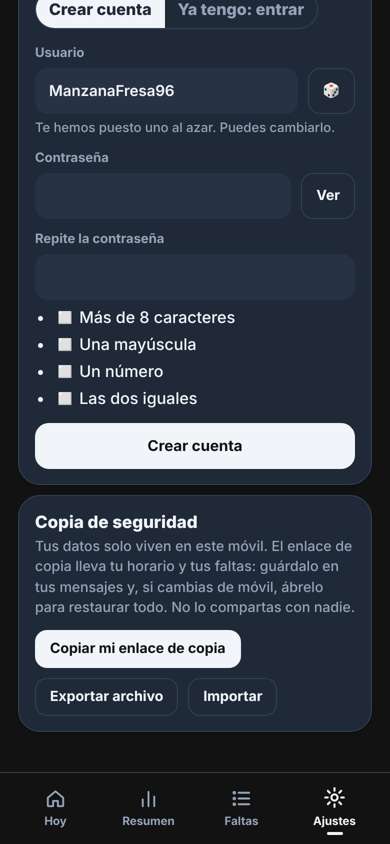 Crear cuenta
Ya tengo: entrar
Usuario
ManzanaFresa96
Te hemos puesto uno al azar. Puedes cambiarlo.
Contraseña
Ver
Repite la contraseña
Más de 8 caracteres
Una mayúscula
Un número
Las dos iguales
Crear cuenta
Copia de seguridad
Tus datos solo viven en este móvil. El enlace de
copia lleva tu horario y tus faltas: guárdalo en
tus mensajes y, si cambias de móvil, ábrelo
para restaurar todo. No lo compartas con nadie.
Copiar mi enlace de copia
Exportar archivo
Importar
Hoy
Resumen
Faltas
Ajustes